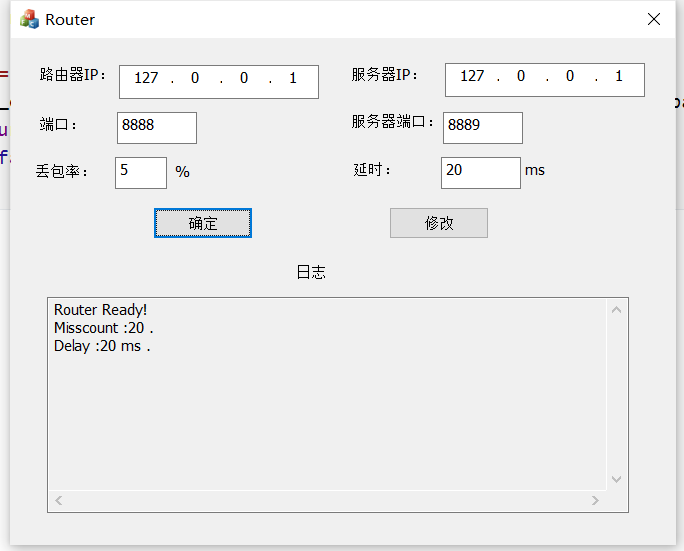 Router
路由器IP： 127 . 0 . 0 . 1 服务器IP： 127 . 0 . 0 . 1
端口： 8888 服务器端口： 8889
丢包率： 5 % 延时： 20 ms
确定 修改
日志
Router Ready!
Misscount :20 .
Delay :20 ms .